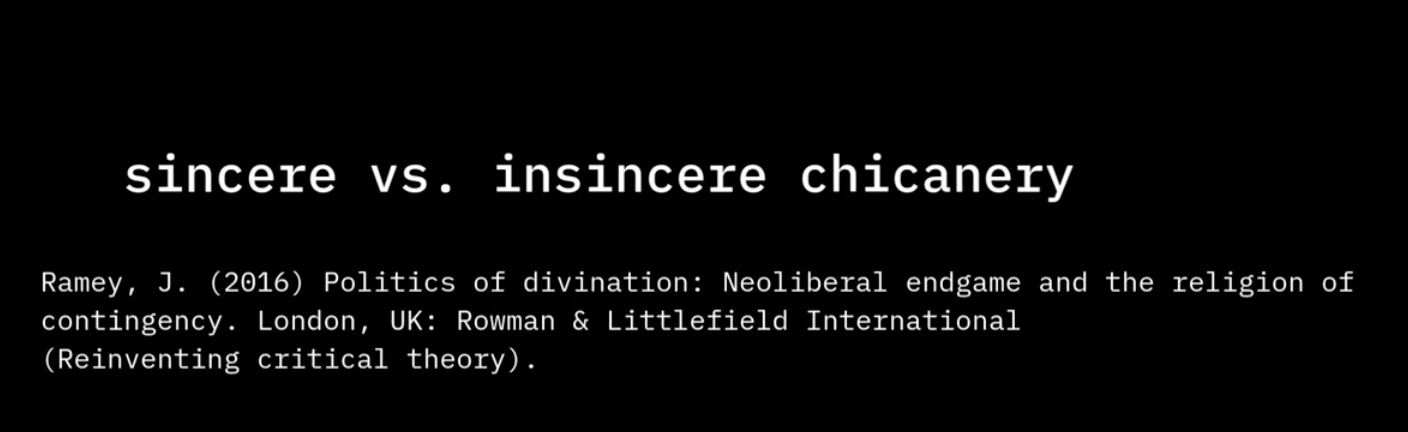 sincere vs. insincere chicanery
Ramey, J. (2016) Politics of divination: Neoliberal endgame and the religion of
contingency. London, UK: Rowman & Littlefield International
(Reinventing critical theory).